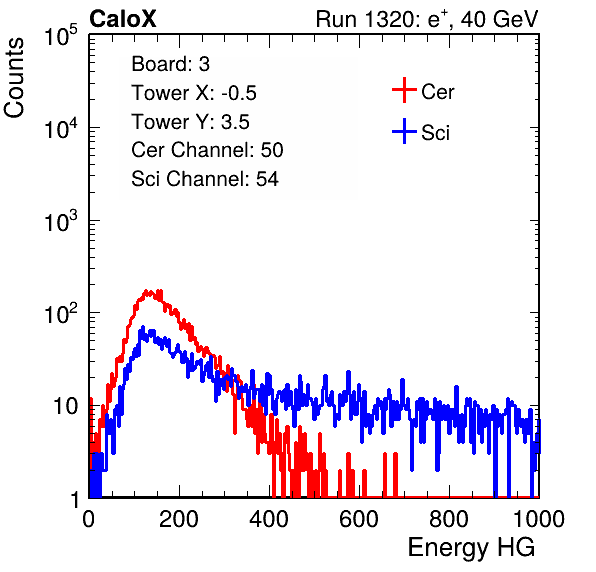 CaloX Run 1320: e⁺, 40 GeV
Counts
10⁵
10⁴
10³
10²
10
1
Board: 3
Tower X: -0.5
Tower Y: 3.5
Cer Channel: 50
Sci Channel: 54
Cer
Sci
0 200 400 600 800 1000
Energy HG